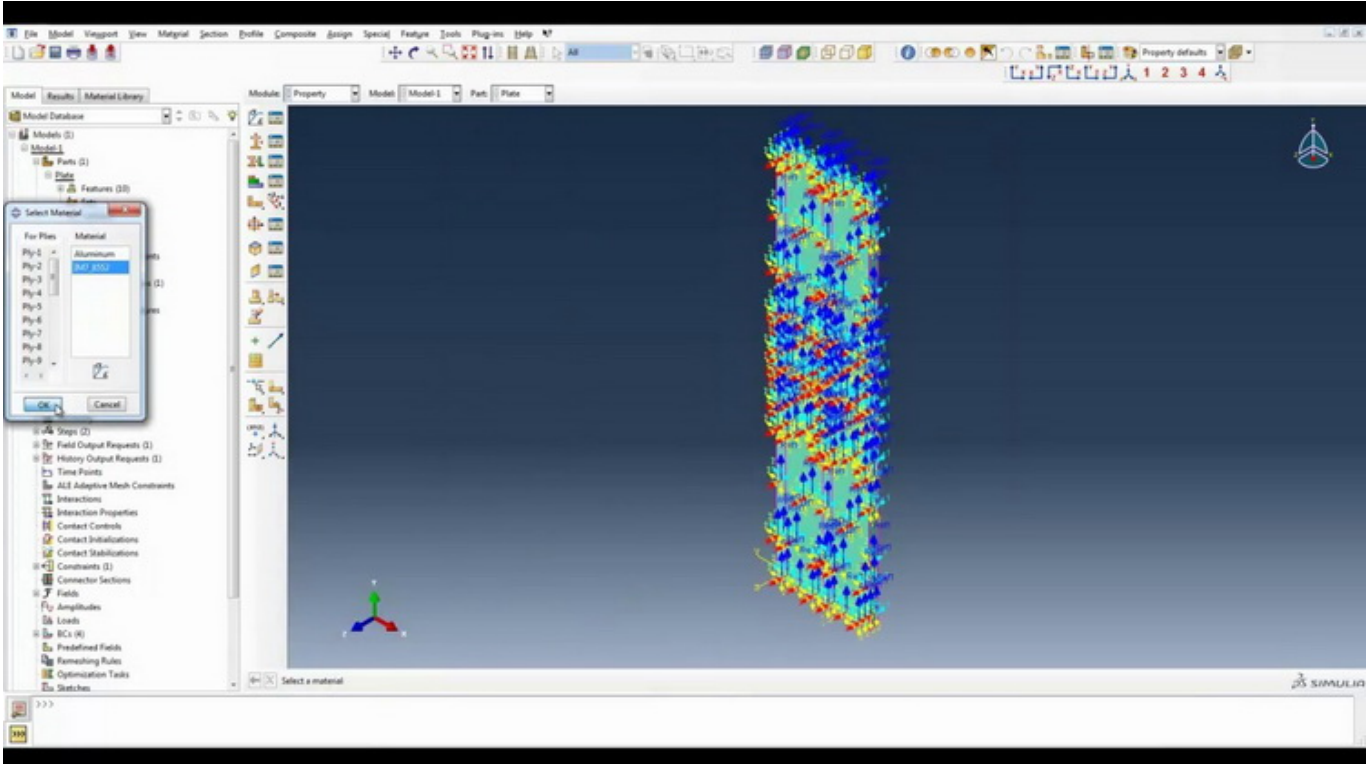 File Model Viewport View Material Section Profile Composite Assign Special Feature Tools Plug-ins Help
All
Property defaults
1 2 3 4
Model Results Material Library
Module: Property Model: Model-1 Part: Plate
Model Database
Models (1)
Model-1
Parts (1)
Plate
Features (10)
Select Material
For Plies Material
Ply-1 Aluminum
Ply-2 IM7_8552
Ply-3
Ply-4
Ply-5
Ply-6
Ply-7
Ply-8
Ply-9
OK Cancel
Steps (2)
Field Output Requests (1)
History Output Requests (1)
Time Points
ALE Adaptive Mesh Constraints
Interactions
Interaction Properties
Contact Controls
Contact Initializations
Contact Stabilizations
Constraints (1)
Connector Sections
Fields
Amplitudes
Loads
BCs (4)
Predefined Fields
Remeshing Rules
Optimization Tasks
Sketches
Select a material
SIMULIA
>>>